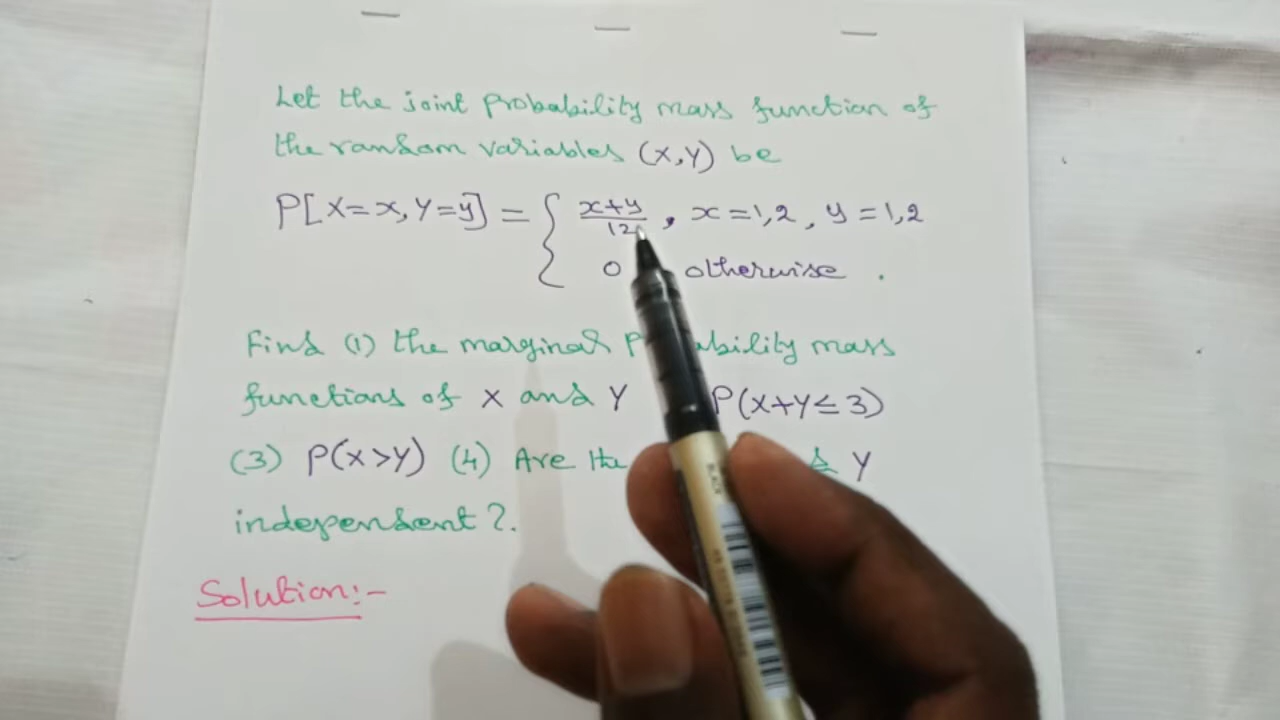 Let the joint probability mass function of
the random variables (X,Y) be
P[X=x, Y=y] = { x+y/12 , x=1,2 , y=1,2
0 otherwise .
Find (1) the marginal mass
functions of X and Y P(X+Y≤3)
(3) P(X>Y) (4) Are the Y
independent?.
Solution:-